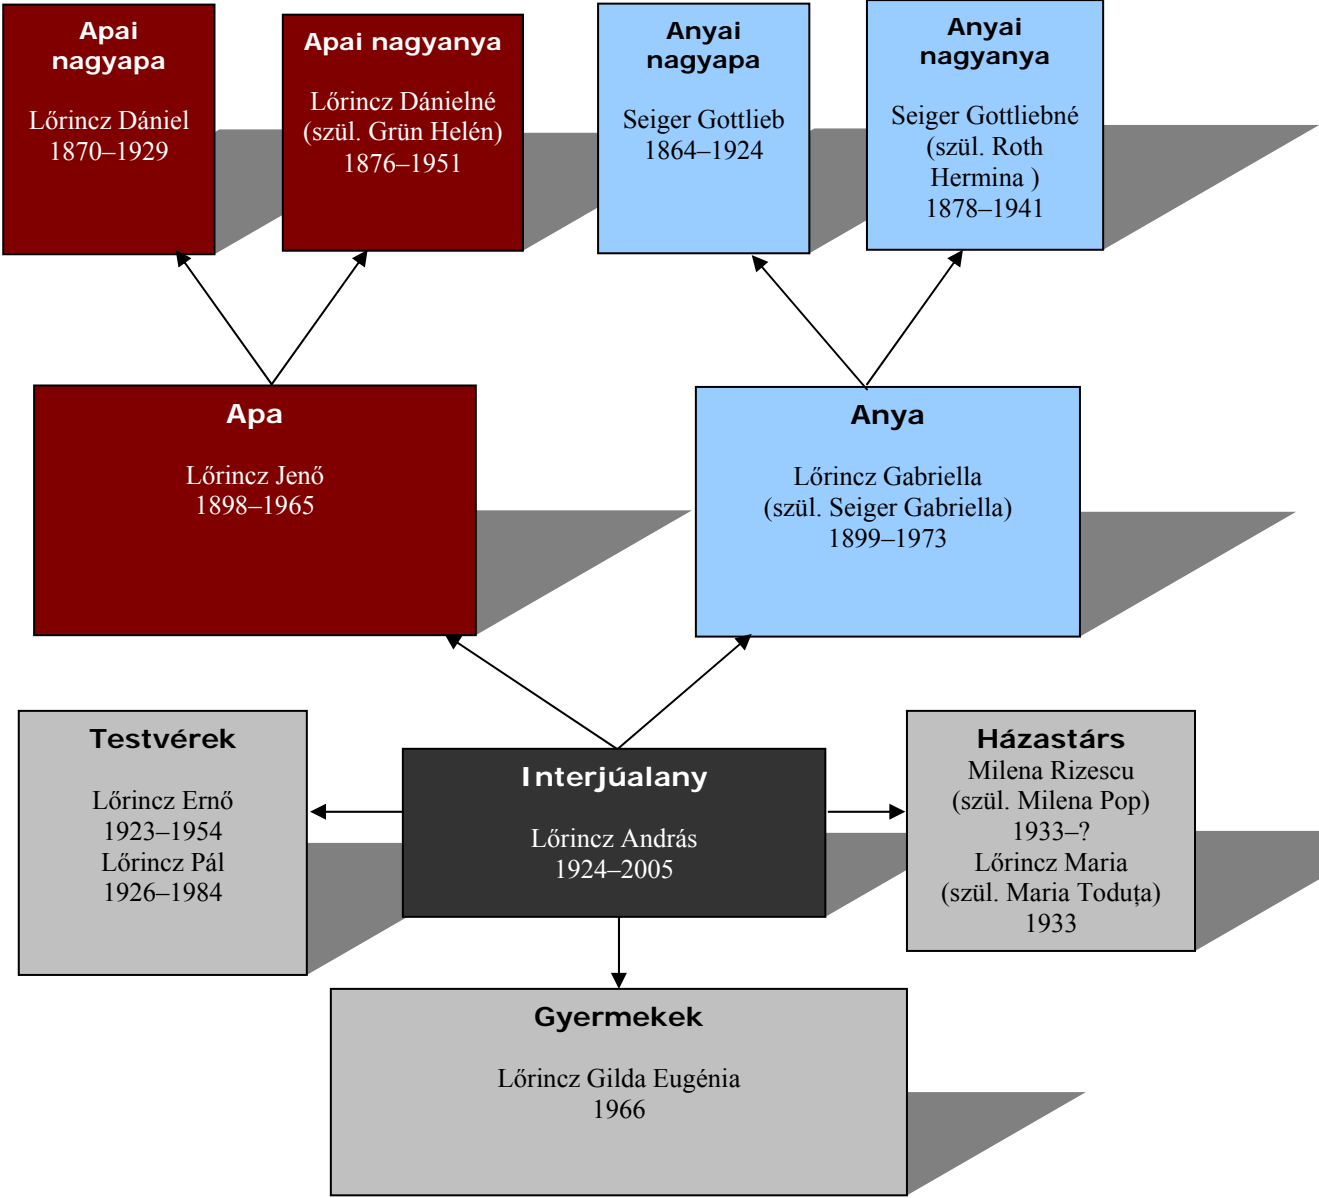 Apai
nagyapa
Lőrincz Dániel
1870–1929
Apai nagyanya
Lőrincz Dánielné
(szül. Grün Helén)
1876–1951
Anyai
nagyapa
Seiger Gottlieb
1864–1924
Anyai
nagyanya
Seiger Gottliebné
(szül. Roth
Hermina )
1878–1941
Apa
Lőrincz Jenő
1898–1965
Anya
Lőrincz Gabriella
(szül. Seiger Gabriella)
1899–1973
Testvérek
Lőrincz Ernő
1923–1954
Lőrincz Pál
1926–1984
Interjúalany
Lőrincz András
1924–2005
Házastárs
Milena Rizescu
(szül. Milena Pop)
1933–?
Lőrincz Maria
(szül. Maria Toduţa)
1933
Gyermekek
Lőrincz Gilda Eugénia
1966